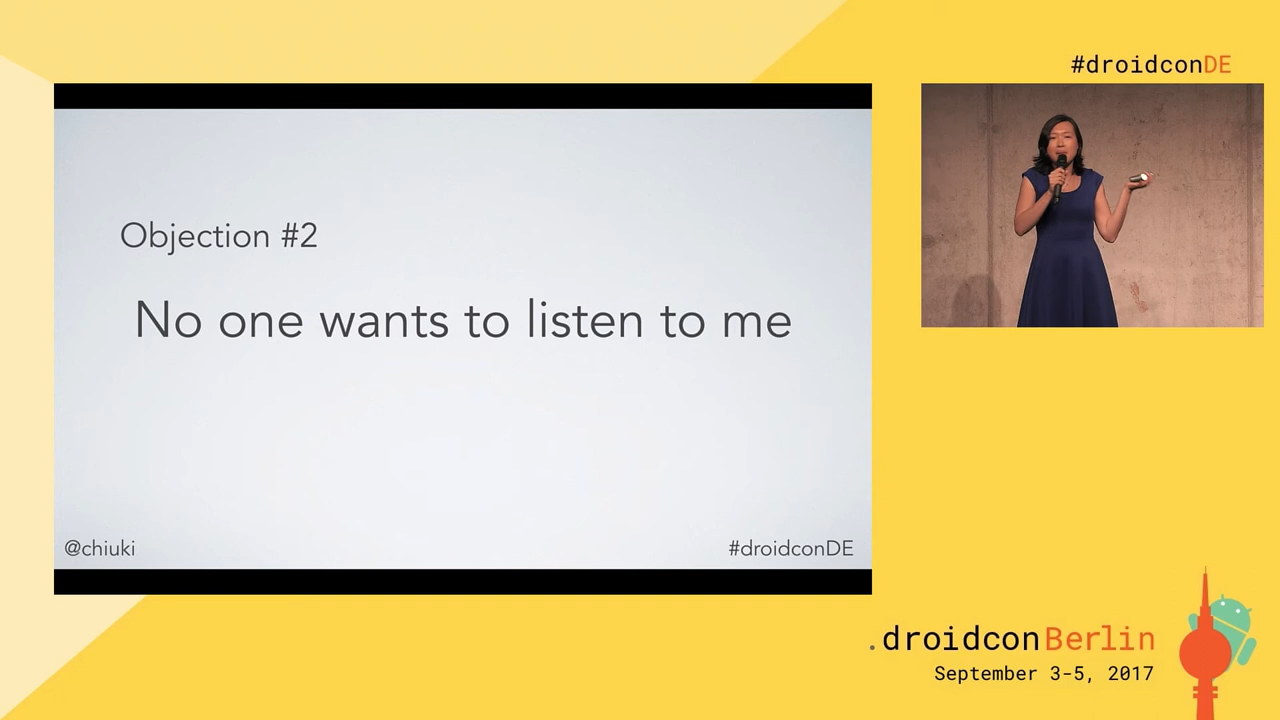 #droidconDE
Objection #2
No one wants to listen to me
@chiuki
#droidconDE
.droidconBerlin
September 3-5, 2017